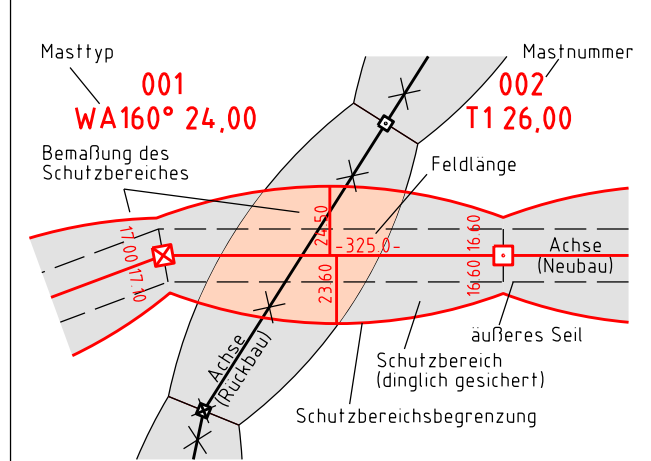 Masttyp
001
WA160° 24,00
Mastnummer
002
T1 26,00
Bemaßung des
Schutzbereiches
Feldlänge
17.00
17.10
24.50
-325.0-
23.60
16.60
16.60
Achse
(Neubau)
äußeres Seil
Achse
(Rückbau)
Schutzbereich
(dinglich gesichert)
Schutzbereichsbegrenzung